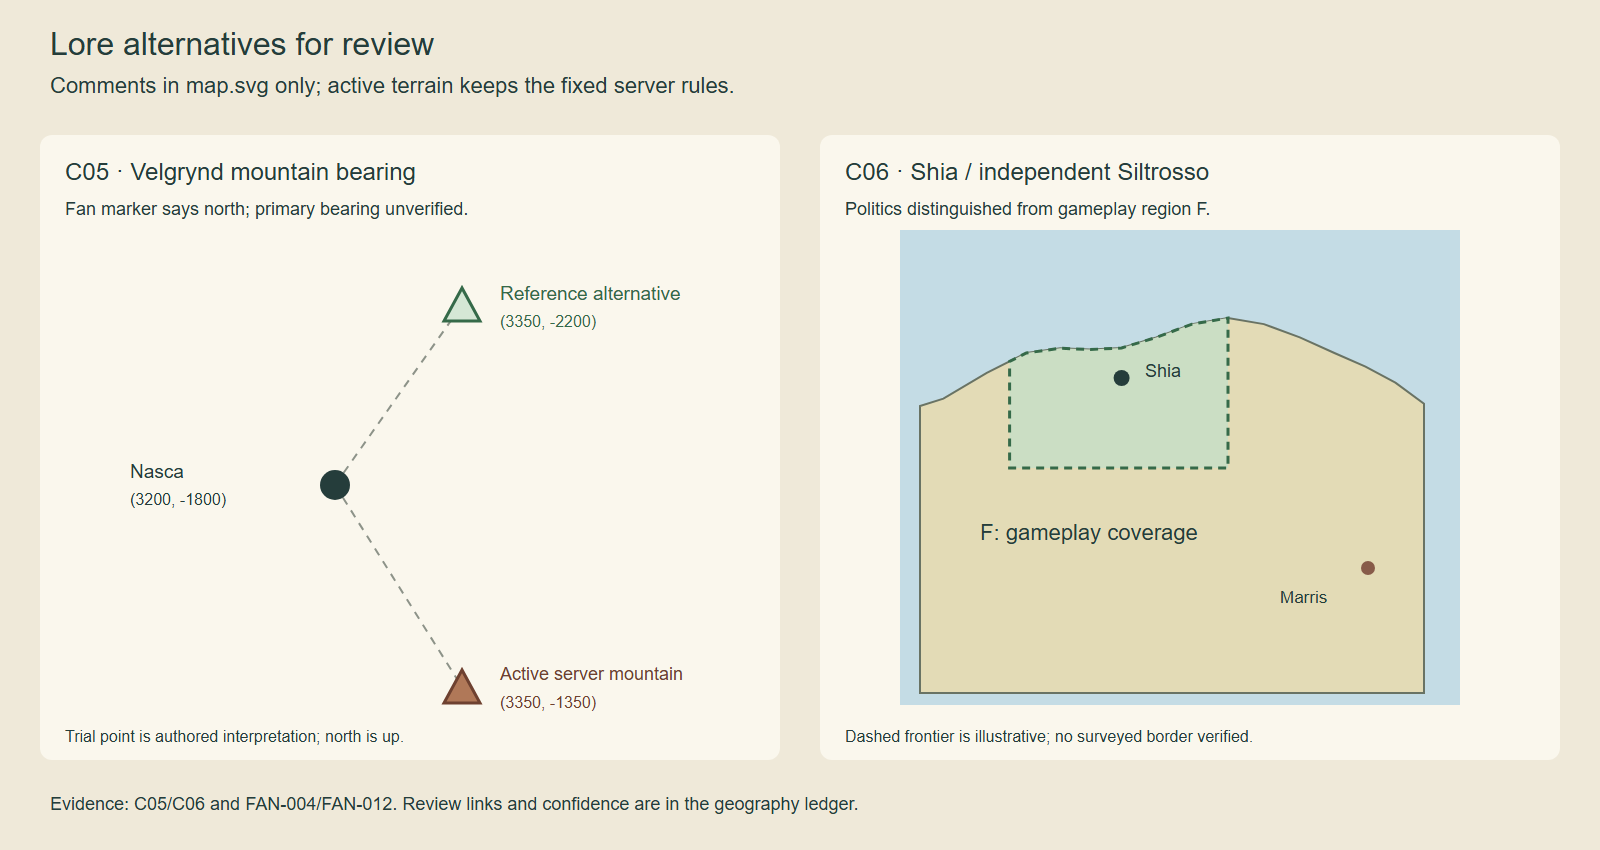 Lore alternatives for review
Comments in map.svg only; active terrain keeps the fixed server rules.
C05 · Velgrynd mountain bearing
Fan marker says north; primary bearing unverified.
Reference alternative
(3350, -2200)
Nasca
(3200, -1800)
Active server mountain
(3350, -1350)
Trial point is authored interpretation; north is up.
C06 · Shia / independent Siltrosso
Politics distinguished from gameplay region F.
Shia
F: gameplay coverage
Marris
Dashed frontier is illustrative; no surveyed border verified.
Evidence: C05/C06 and FAN-004/FAN-012. Review links and confidence are in the geography ledger.